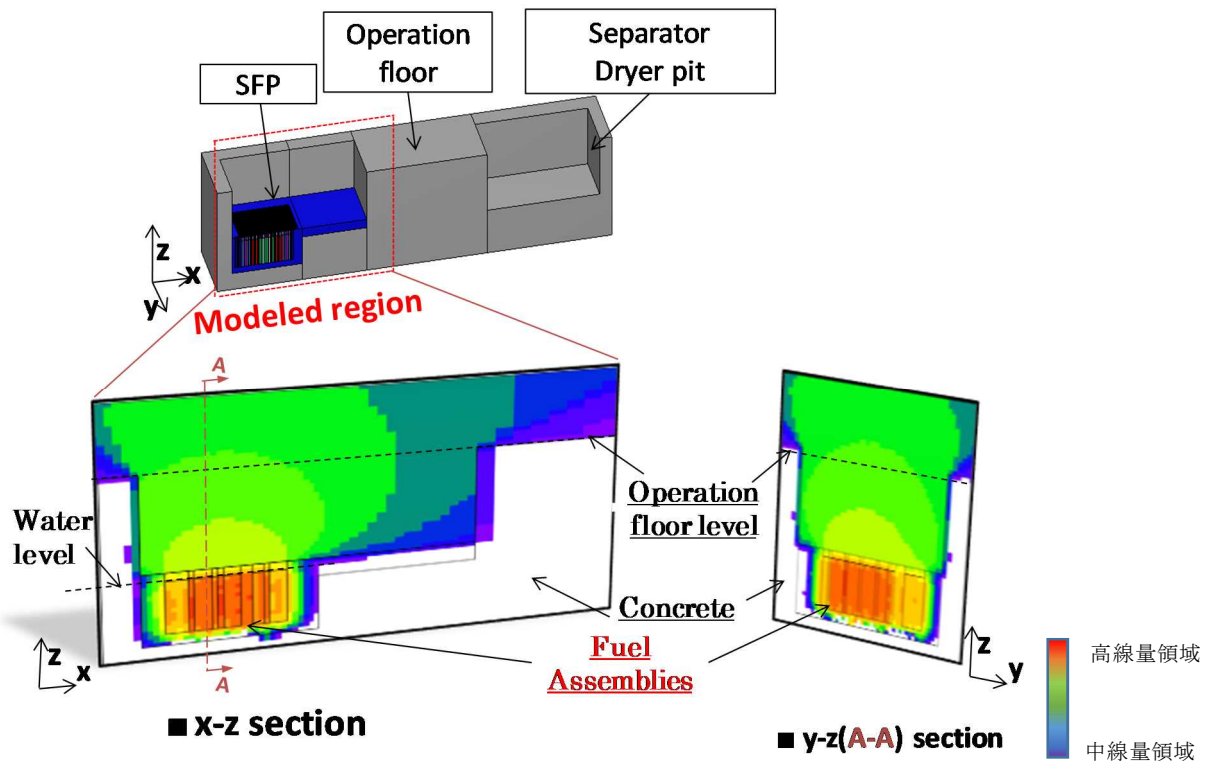 Operation
floor
Separator
Dryer pit
SFP
z
x
y
Modeled region
A
Water
level
Operation
floor level
Concrete
Fuel
Assemblies
z
x
A
z
y
高線量領域
中線量領域
■ x-z section
■ y-z(A-A) section